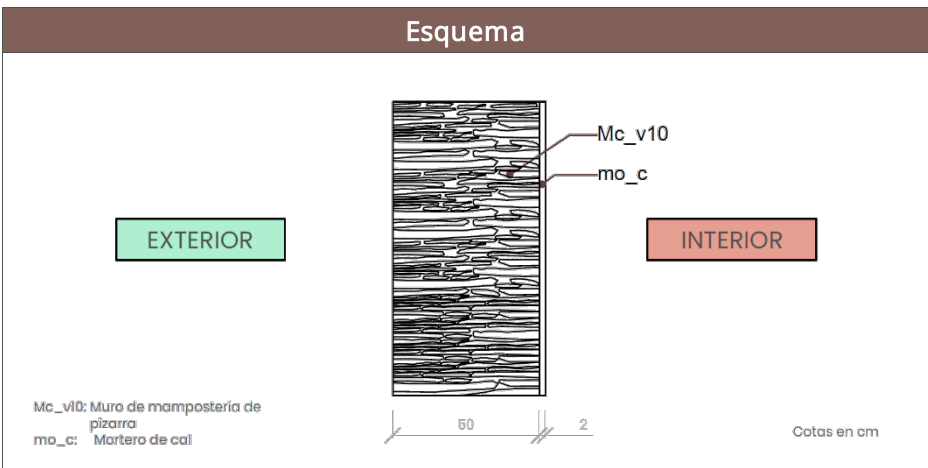 Esquema
Mc_v10
mo_c
EXTERIOR
INTERIOR
Mc_v10: Muro de mampostería de
pizarra
mo_c: Mortero de cal
50
2
Cotas en cm